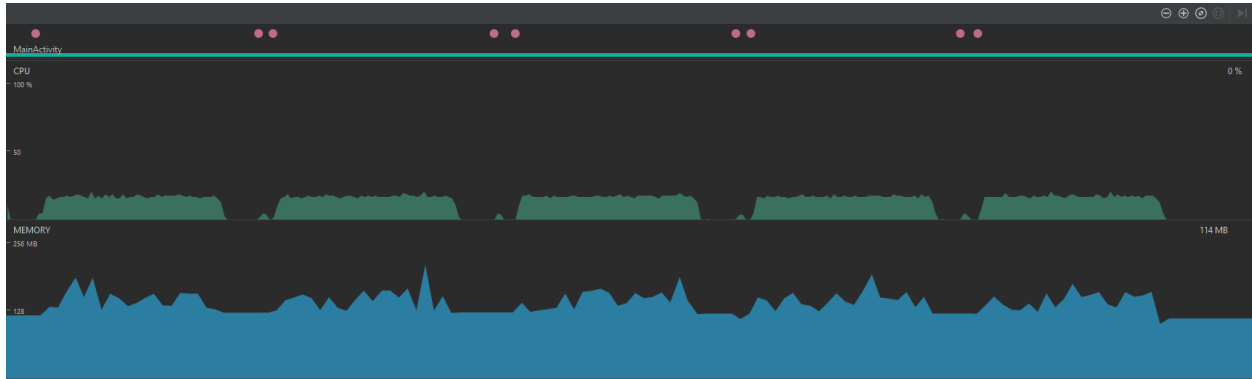 MainActivity
CPU
0 %
100 %
50
MEMORY
114 MB
256 MB
128